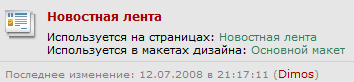 Новостная лента
Используется на страницах: Новостная лента
Используется в макетах дизайна: Основной макет
Последнее изменение: 12.07.2008 в 21:17:11 (Dimos)